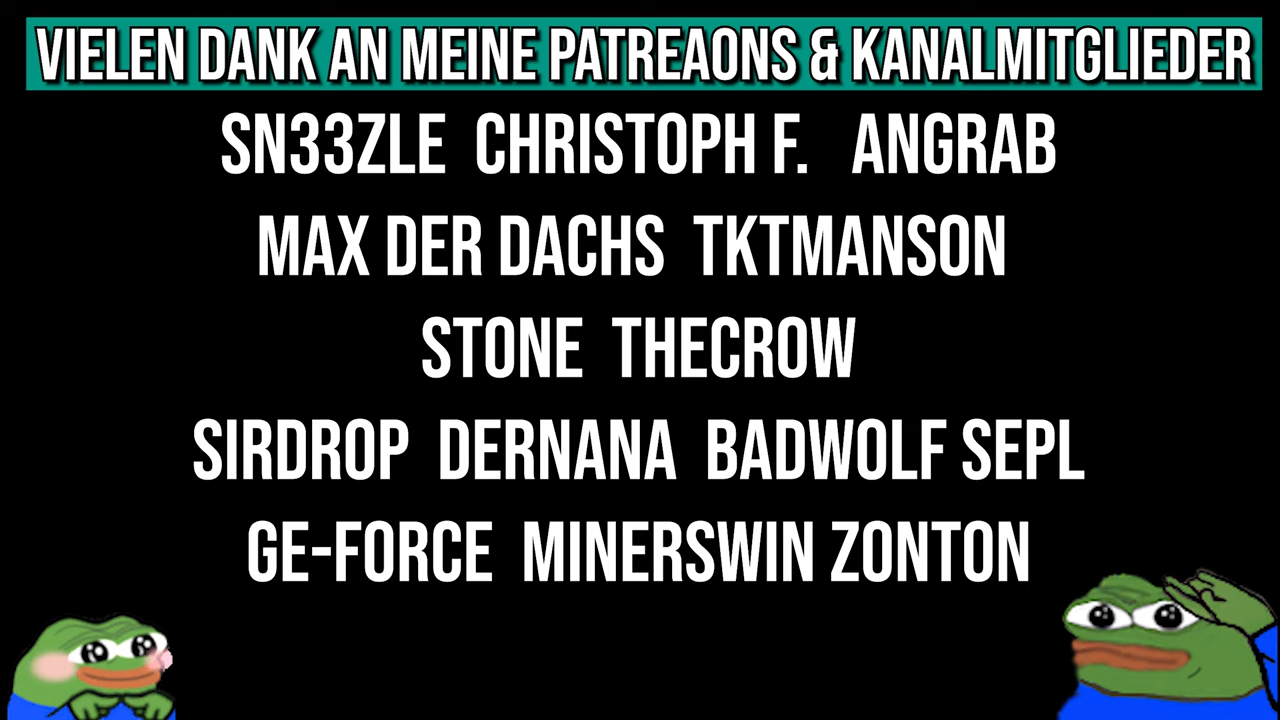 VIELEN DANK AN MEINE PATREAONS & KANALMITGLIEDER
SN33ZLE CHRISTOPH F. ANGRAB
MAX DER DACHS TKTMANSON
STONE THECROW
SIRDROP DERNANA BADWOLF SEPL
GE-FORCE MINERSWIN ZONTON